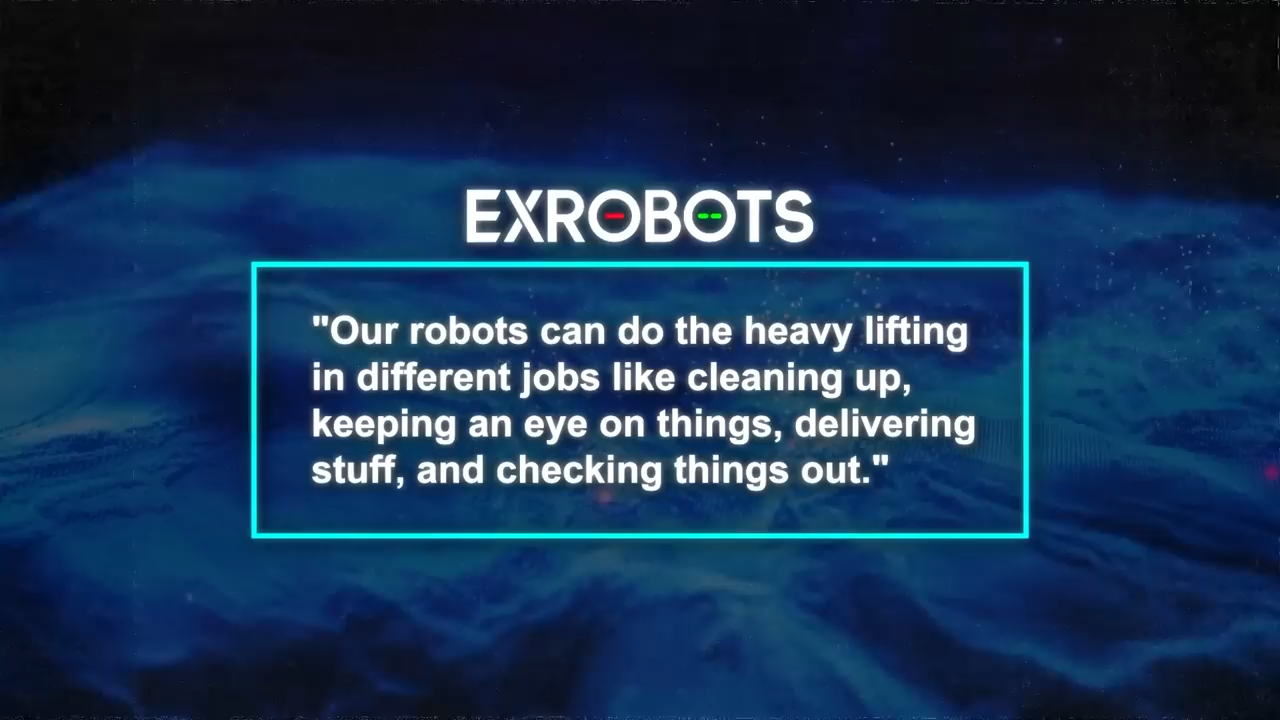 EXROBOTS
"Our robots can do the heavy lifting
in different jobs like cleaning up,
keeping an eye on things, delivering
stuff, and checking things out."